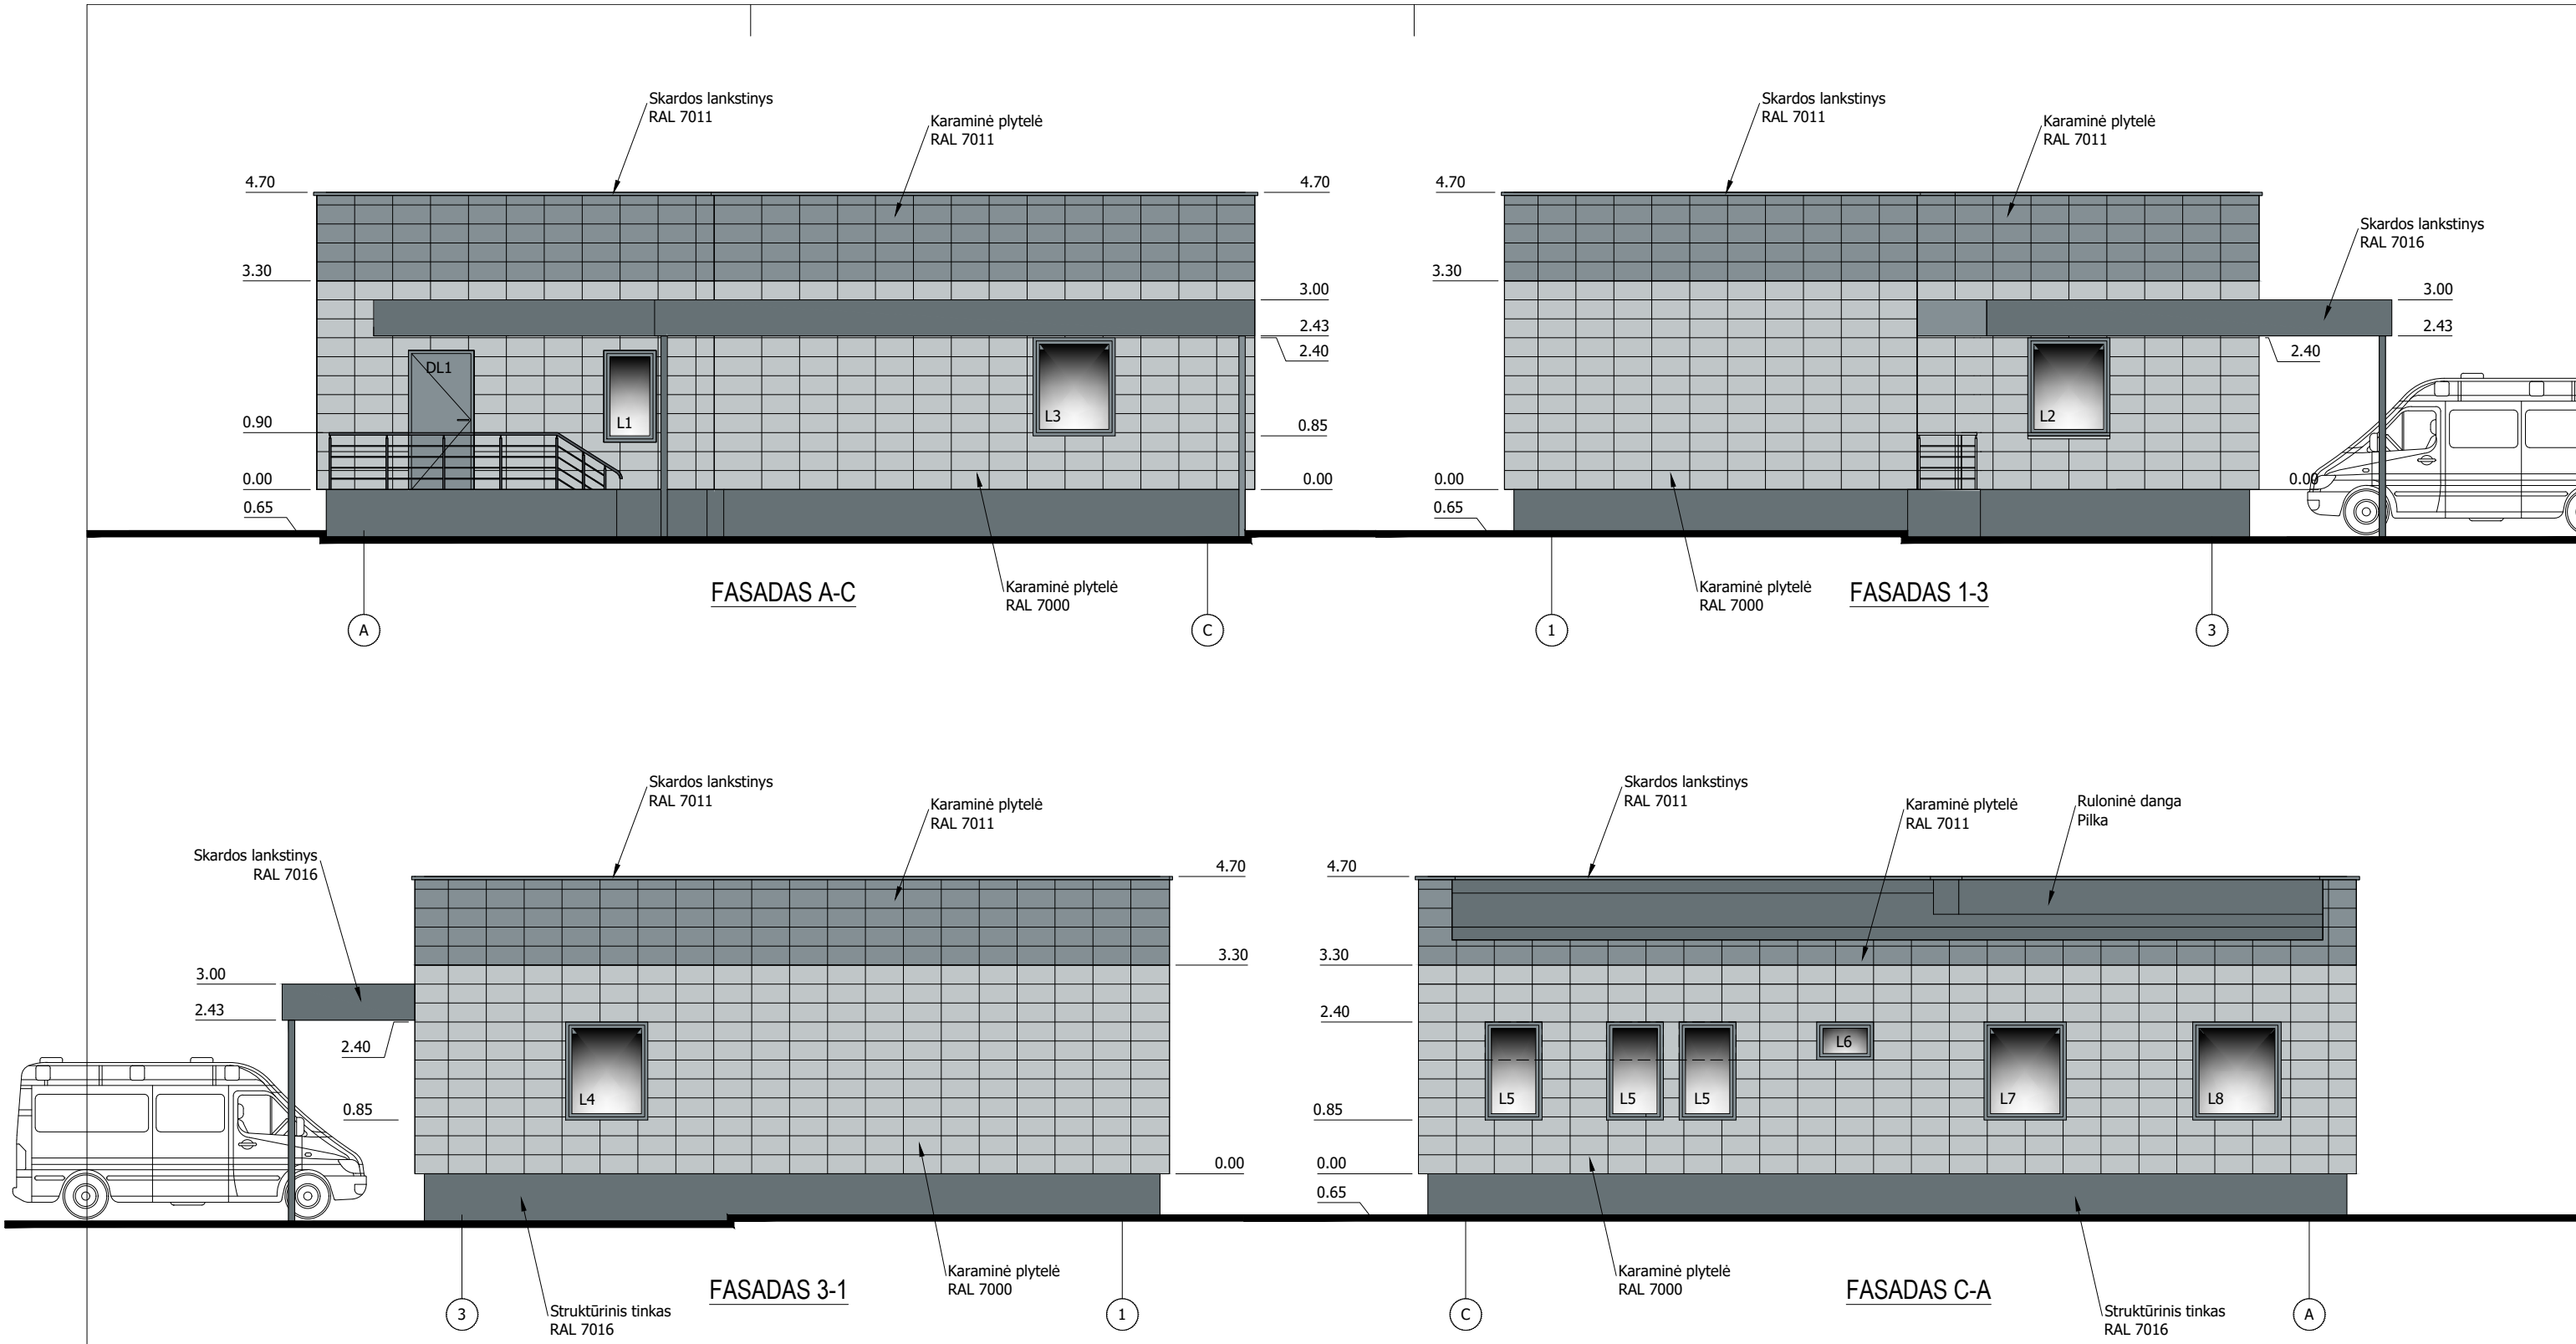 Skardos lankstinys
RAL 7011
Karaminė plytelė
RAL 7011
4.70
4.70
3.30
3.00
2.43
2.40
DL1
L1
L3
0.90
0.85
0.00
0.00
0.65
FASADAS A-C
Karaminė plytelė
RAL 7000
A
C
Skardos lankstinys
RAL 7011
Karaminė plytelė
RAL 7011
4.70
Skardos lankstinys
RAL 7016
3.30
3.00
2.43
2.40
L2
0.00
0.00
0.65
Karaminė plytelė
RAL 7000
FASADAS 1-3
1
3
Skardos lankstinys
RAL 7011
Karaminė plytelė
RAL 7011
Skardos lankstinys
RAL 7016
4.70
3.30
3.00
2.43
2.40
L4
0.85
0.00
FASADAS 3-1
Karaminė plytelė
RAL 7000
Struktūrinis tinkas
RAL 7016
3
1
Skardos lankstinys
RAL 7011
Karaminė plytelė
RAL 7011
Ruloninė danga
Pilka
4.70
3.30
2.40
L6
L5
L5
L5
L7
L8
0.85
0.00
0.65
Karaminė plytelė
RAL 7000
FASADAS C-A
Struktūrinis tinkas
RAL 7016
C
A